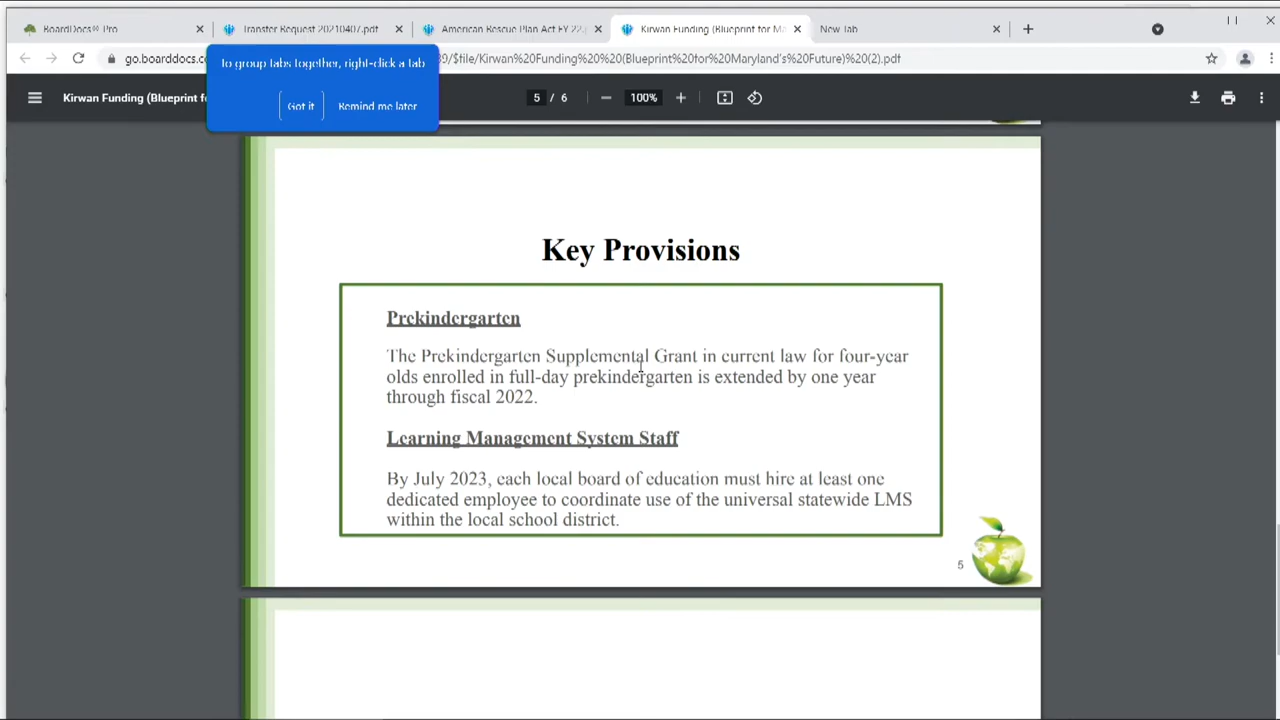 BoardDocs® Pro
Transfer Request 20210407.pdf
American Rescue Plan Act FY 22.
Kirwan Funding (Blueprint for Ma
New Tab
go.boarddocs.c
9/$file/Kirwan%20Funding%20%20(Blueprint%20for%20Maryland's%20Future)%20(2).pdf
To group tabs together, right-click a tab
Got it
Remind me later
Kirwan Funding (Blueprint fo
5 / 6
100%
Key Provisions
Prekindergarten
The Prekindergarten Supplemental Grant in current law for four-year
olds enrolled in full-day prekindergarten is extended by one year
through fiscal 2022.
Learning Management System Staff
By July 2023, each local board of education must hire at least one
dedicated employee to coordinate use of the universal statewide LMS
within the local school district.
5